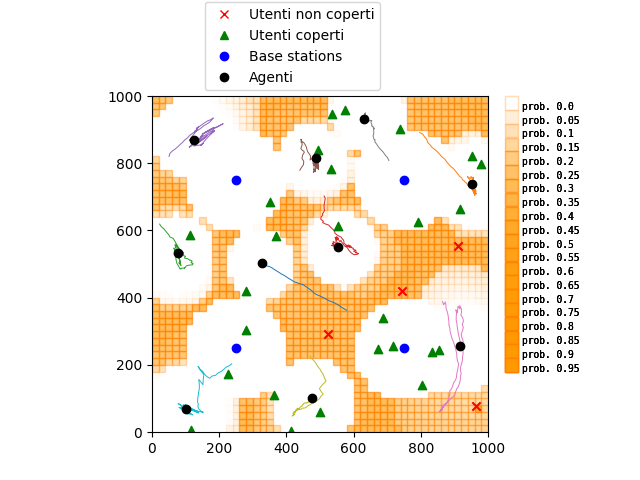 Utenti non coperti
Utenti coperti
Base stations
Agenti
1000
800
600
400
200
0
0
200
400
600
800
1000
prob. 0.0
prob. 0.05
prob. 0.1
prob. 0.15
prob. 0.2
prob. 0.25
prob. 0.3
prob. 0.35
prob. 0.4
prob. 0.45
prob. 0.5
prob. 0.55
prob. 0.6
prob. 0.65
prob. 0.7
prob. 0.75
prob. 0.8
prob. 0.85
prob. 0.9
prob. 0.95